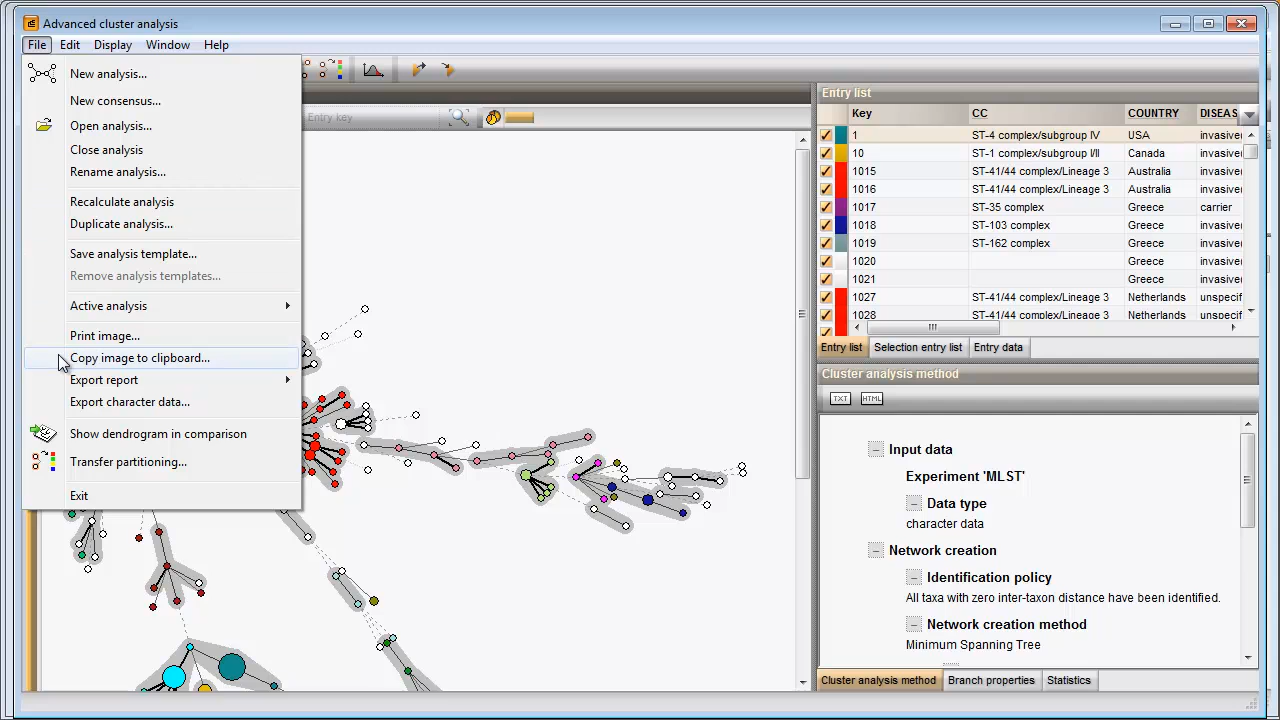 Advanced cluster analysis
File Edit Display Window Help
New analysis...
New consensus...
Open analysis...
Close analysis
Rename analysis...
Recalculate analysis
Duplicate analysis...
Save analysis template...
Remove analysis templates...
Active analysis
Print image...
Copy image to clipboard...
Export report
Export character data...
Show dendrogram in comparison
Transfer partitioning...
Exit
Entry key
Entry list
Key CC COUNTRY DISEAS
1 ST-4 complex/subgroup IV USA invasive(
10 ST-1 complex/subgroup I/II Canada invasive(
1015 ST-41/44 complex/Lineage 3 Australia invasive(
1016 ST-41/44 complex/Lineage 3 Australia invasive(
1017 ST-35 complex Greece carrier
1018 ST-103 complex Greece invasive(
1019 ST-162 complex Greece invasive(
1020 Greece invasive(
1021 Greece invasive(
1027 ST-41/44 complex/Lineage 3 Netherlands unspecif
1028 ST-41/44 complex/Lineage 3 Netherlands invasive(
Entry list Selection entry list Entry data
Cluster analysis method
TXT HTML
Input data
Experiment 'MLST'
Data type
character data
Network creation
Identification policy
All taxa with zero inter-taxon distance have been identified.
Network creation method
Minimum Spanning Tree
Cluster analysis method Branch properties Statistics